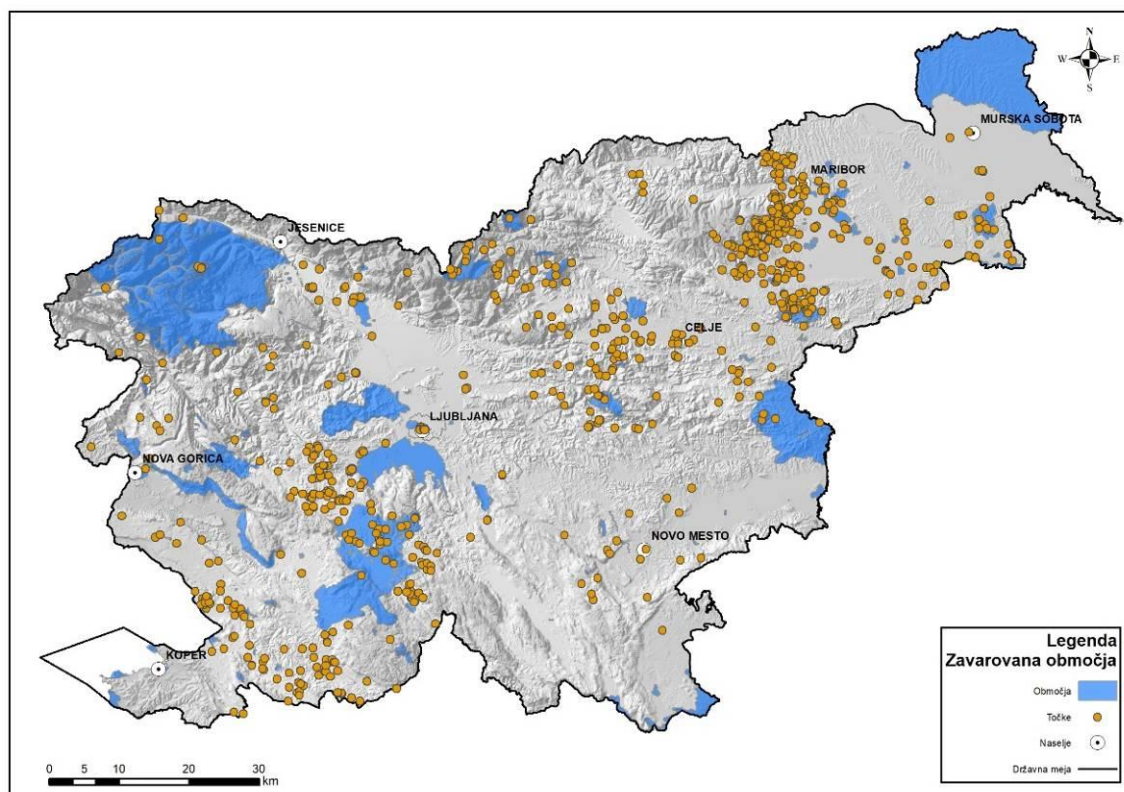 N
W
E
S
MURSKA SOBOTA
MARIBOR
JESENICE
CELJE
LJUBLJANA
NOVA GORICA
NOVO MESTO
KOPER
Legenda
Zavarovana območja
Območja
Točke
Naselje
Državna meja
0 5 10 20 30
km